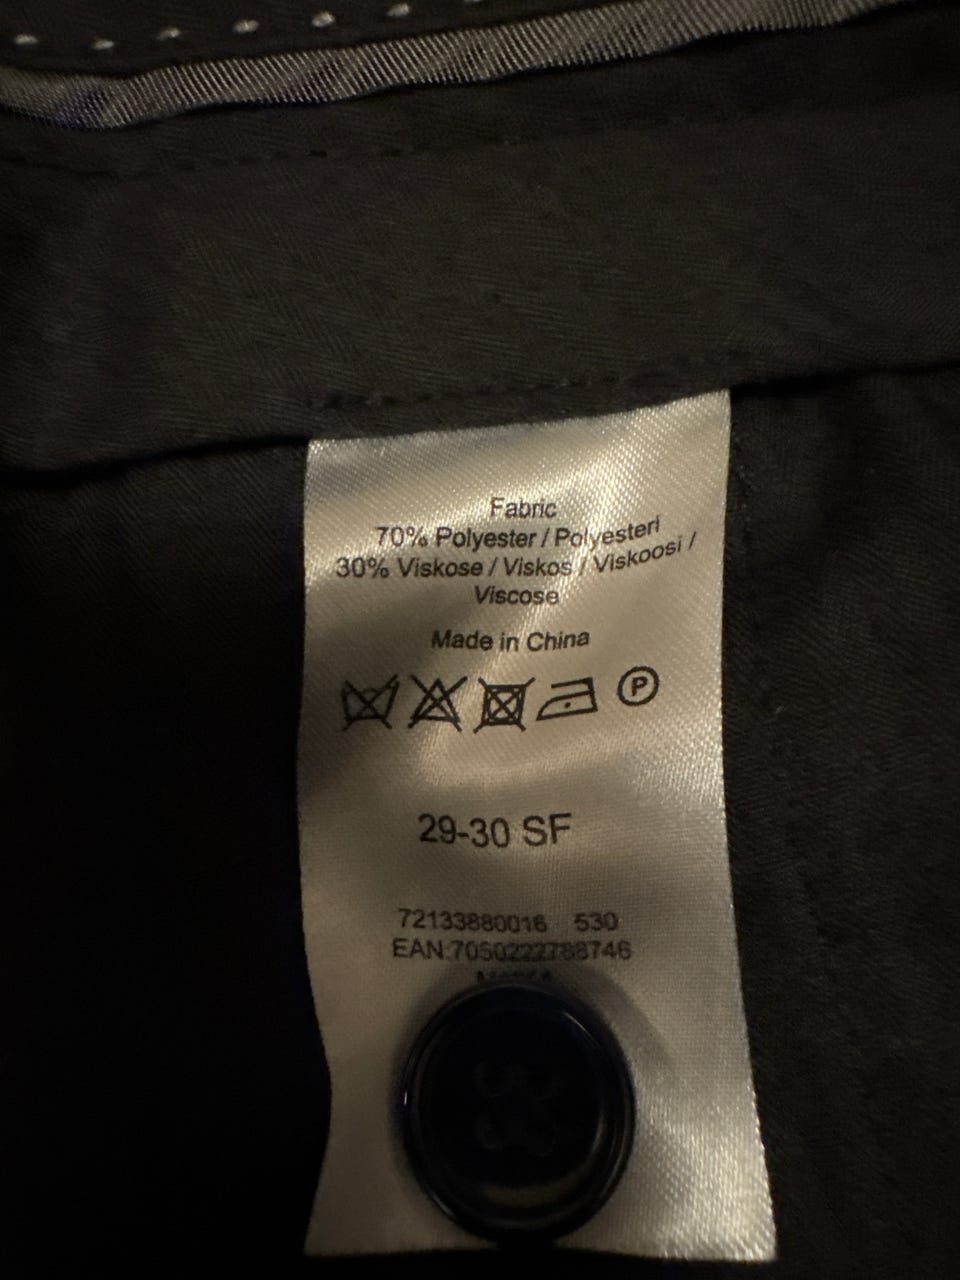 Fabric
70% Polyester / Polyesteri
30% Viskose / Viskos / Viskoosi /
Viscose
Made in China
P
29-30 SF
72133880016 530
EAN:7050222788746